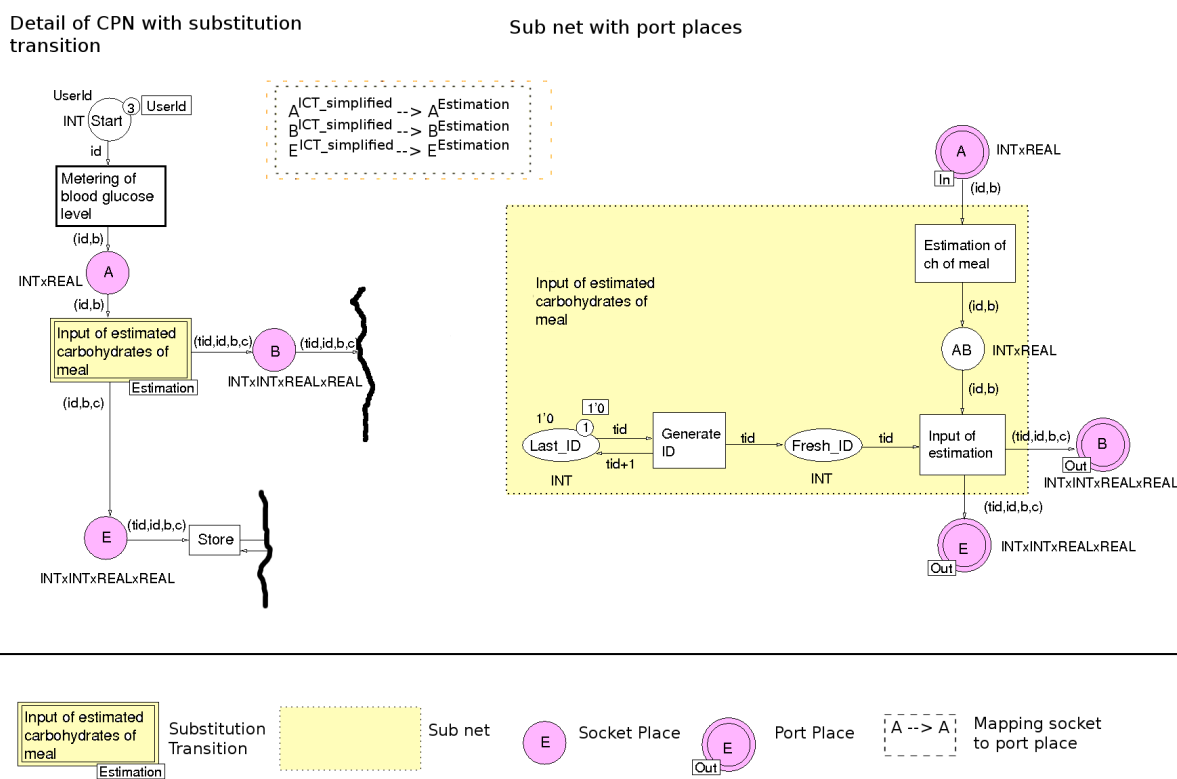 Detail of CPN with substitution
transition
Sub net with port places
UserId
3
UserId
INT
Start
id
Metering of
blood glucose
level
(id,b)
A
INTxREAL
(id,b)
Input of estimated
carbohydrates of
meal
Estimation
(tid,id,b,c)
B
(tid,id,b,c)
INTxINTxREALxREAL
(id,b,c)
E
(tid,id,b,c)
Store
INTxINTxREALxREAL
A^ICT_simplified --> A^Estimation
B^ICT_simplified --> B^Estimation
E^ICT_simplified --> E^Estimation
A
INTxREAL
In
(id,b)
Estimation of
ch of meal
Input of estimated
carbohydrates of
meal
(id,b)
AB
INTxREAL
(id,b)
1`0
1`0
1
Last_ID
INT
tid
tid+1
Generate
ID
tid
Fresh_ID
INT
tid
Input of
estimation
(tid,id,b,c)
B
Out
INTxINTxREALxREAL
(tid,id,b,c)
E
Out
INTxINTxREALxREAL
Input of estimated
carbohydrates of
meal
Estimation
Substitution
Transition
Sub net
E
Socket Place
E
Out
Port Place
A --> A
Mapping socket
to port place